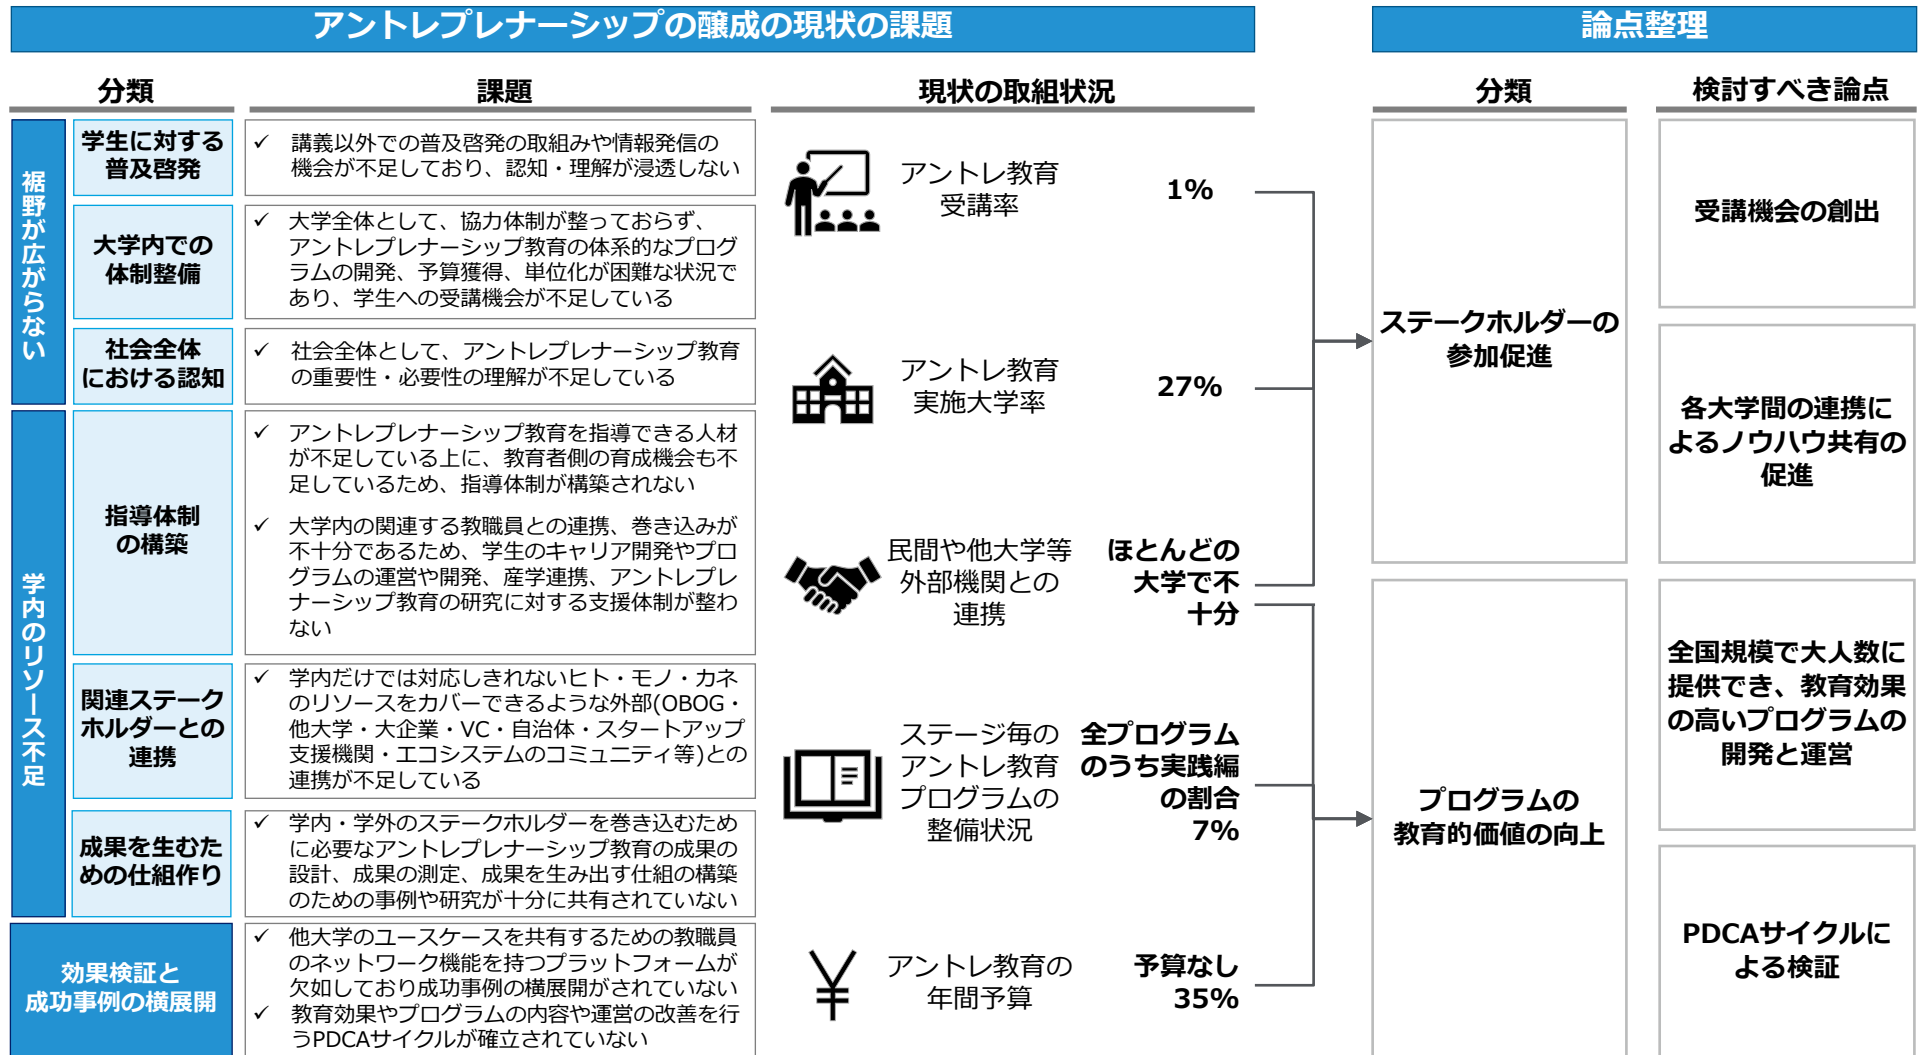 アントレプレナーシップの醸成の現状の課題
論点整理
分類
課題
現状の取組状況
分類
検討すべき論点
裾野が広がらない
学生に対する
普及啓発
✓ 講義以外での普及啓発の取組みや情報発信の
機会が不足しており、認知・理解が浸透しない
大学内での
体制整備
✓ 大学全体として、協力体制が整っておらず、
アントレプレナーシップ教育の体系的なプログ
ラムの開発、予算獲得、単位化が困難な状況で
あり、学生への受講機会が不足している
社会全体
における認知
✓ 社会全体として、アントレプレナーシップ教育
の重要性・必要性の理解が不足している
学内のリソース不足
指導体制
の構築
✓ アントレプレナーシップ教育を指導できる人材
が不足している上に、教育者側の育成機会も不
足しているため、指導体制が構築されない
✓ 大学内の関連する教職員との連携、巻き込みが
不十分であるため、学生のキャリア開発やプロ
グラムの運営や開発、産学連携、アントレプレ
ナーシップ教育の研究に対する支援体制が整わ
ない
関連ステーク
ホルダーとの
連携
✓ 学内だけでは対応しきれないヒト・モノ・カネ
のリソースをカバーできるような外部(OBOG・
他大学・大企業・VC・自治体・スタートアップ
支援機関・エコシステムのコミュニティ等)との
連携が不足している
成果を生むた
めの仕組作り
✓ 学内・学外のステークホルダーを巻き込むため
に必要なアントレプレナーシップ教育の成果の
設計、成果の測定、成果を生み出す仕組の構築
のための事例や研究が十分に共有されていない
効果検証と
成功事例の横展開
✓ 他大学のユースケースを共有するための教職員
のネットワーク機能を持つプラットフォームが
欠如しており成功事例の横展開がされていない
✓ 教育効果やプログラムの内容や運営の改善を行
うPDCAサイクルが確立されていない
アントレ教育
受講率
1%
アントレ教育
実施大学率
27%
民間や他大学等
外部機関との
連携
ほとんどの
大学で不
十分
ステージ毎の
アントレ教育
プログラムの
整備状況
全プログラム
のうち実践編
の割合
7%
¥
アントレ教育の
年間予算
予算なし
35%
ステークホルダーの
参加促進
プログラムの
教育的価値の向上
受講機会の創出
各大学間の連携に
よるノウハウ共有の
促進
全国規模で大人数に
提供でき、教育効果
の高いプログラムの
開発と運営
PDCAサイクルに
よる検証